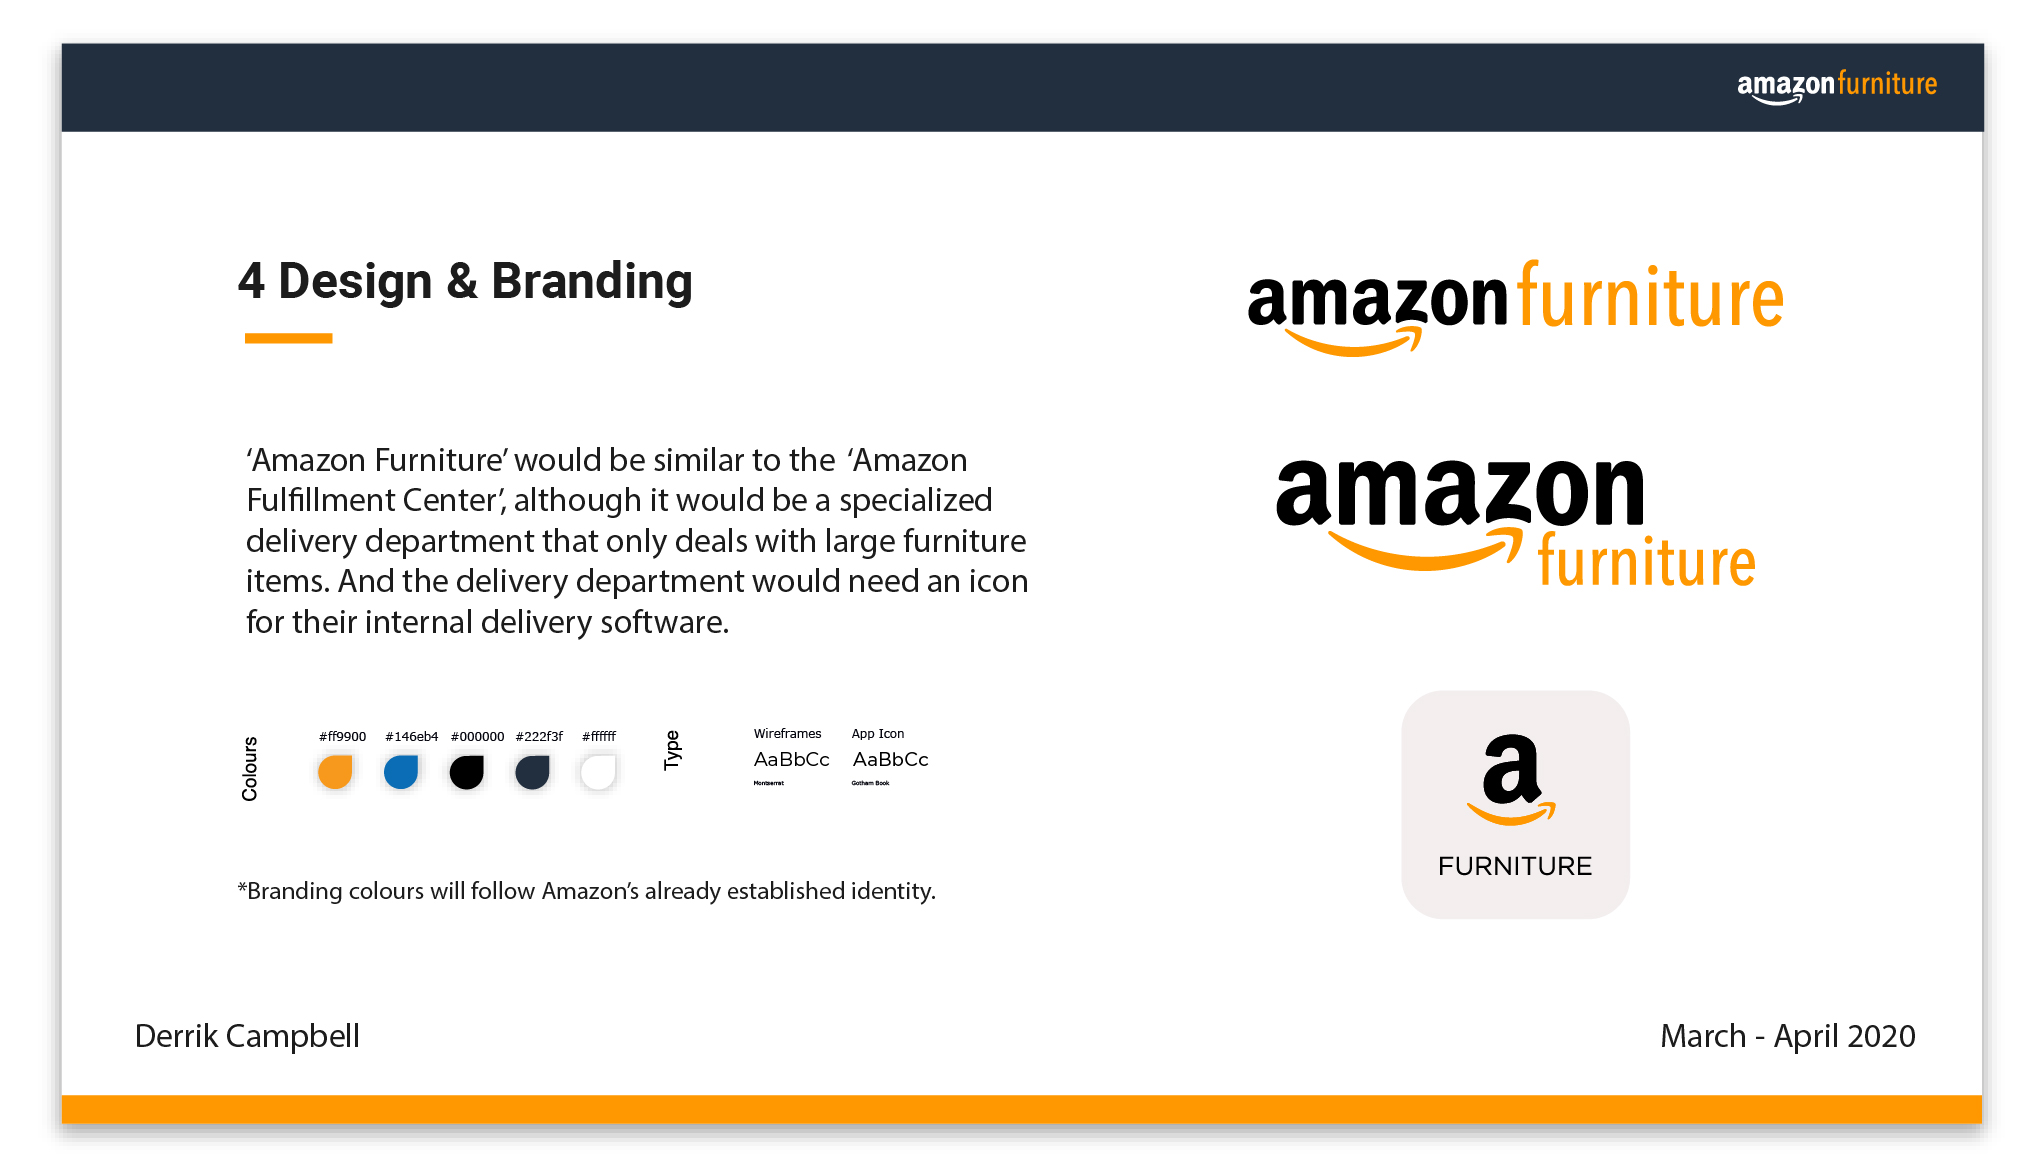 amazonfurniture
4 Design & Branding
‘Amazon Furniture’ would be similar to the ‘Amazon
Fulfillment Center’, although it would be a specialized
delivery department that only deals with large furniture
items. And the delivery department would need an icon
for their internal delivery software.
Colours
#ff9900 #146eb4 #000000 #222f3f #ffffff
Type
Wireframes App Icon
AaBbCc AaBbCc
Montserrat Gotham Book
*Branding colours will follow Amazon’s already established identity.
amazonfurniture
amazon
furniture
a
FURNITURE
Derrik Campbell
March - April 2020